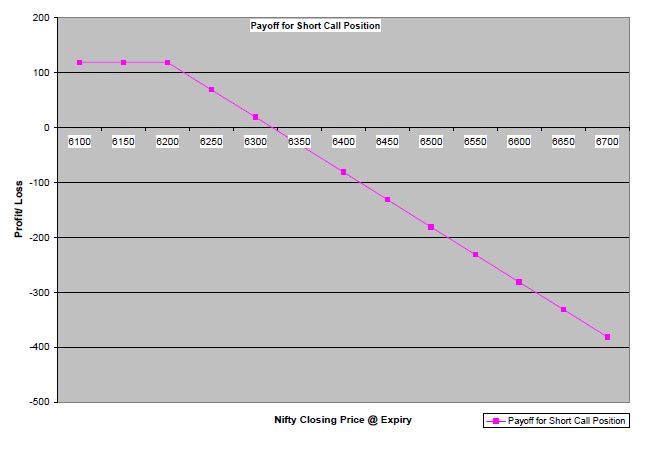 Payoff for Short Call Position
200
100
0
-100
-200
-300
-400
-500
6100 6150 6200 6250 6300 6350 6400 6450 6500 6550 6600 6650 6700
Profit/ Loss
Nifty Closing Price @ Expiry
Payoff for Short Call Position